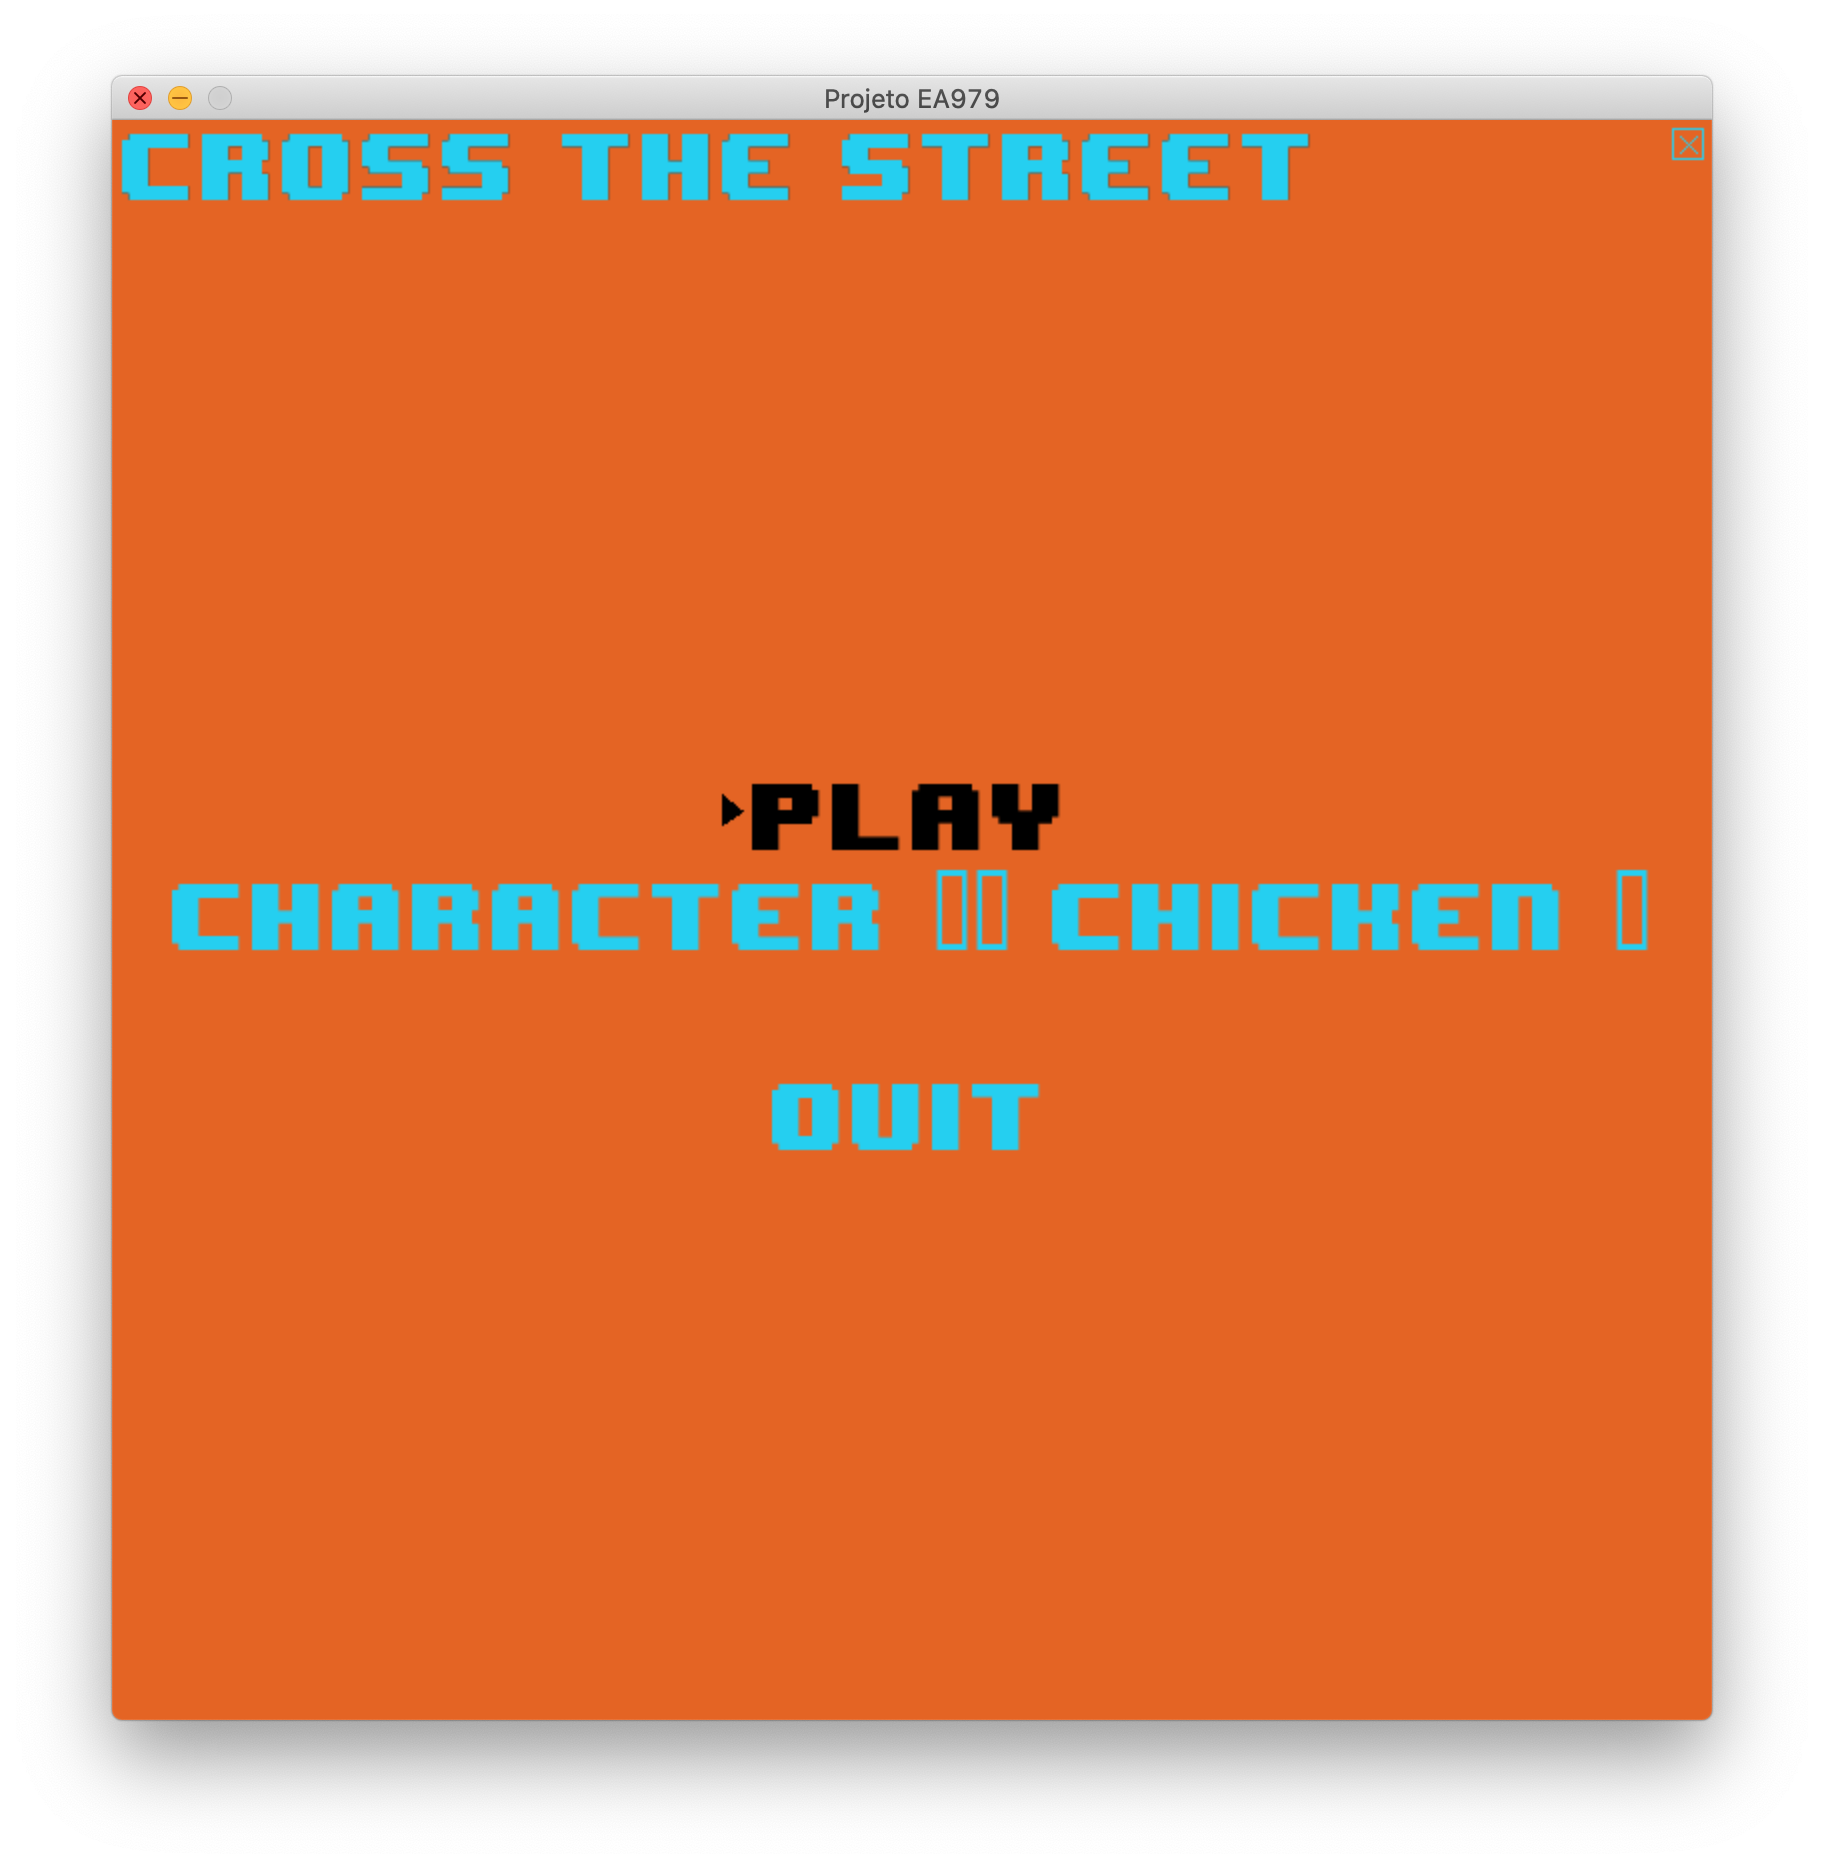 Projeto EA979
CROSS THE STREET
▸PLAY
CHARACTER ▯▯ CHICKEN ▯
QUIT